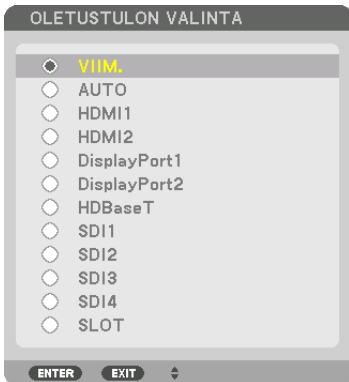 OLETUSTULON VALINTA
VIIM.
AUTO
HDMI1
HDMI2
DisplayPort1
DisplayPort2
HDBaseT
SDI1
SDI2
SDI3
SDI4
SLOT
ENTER EXIT